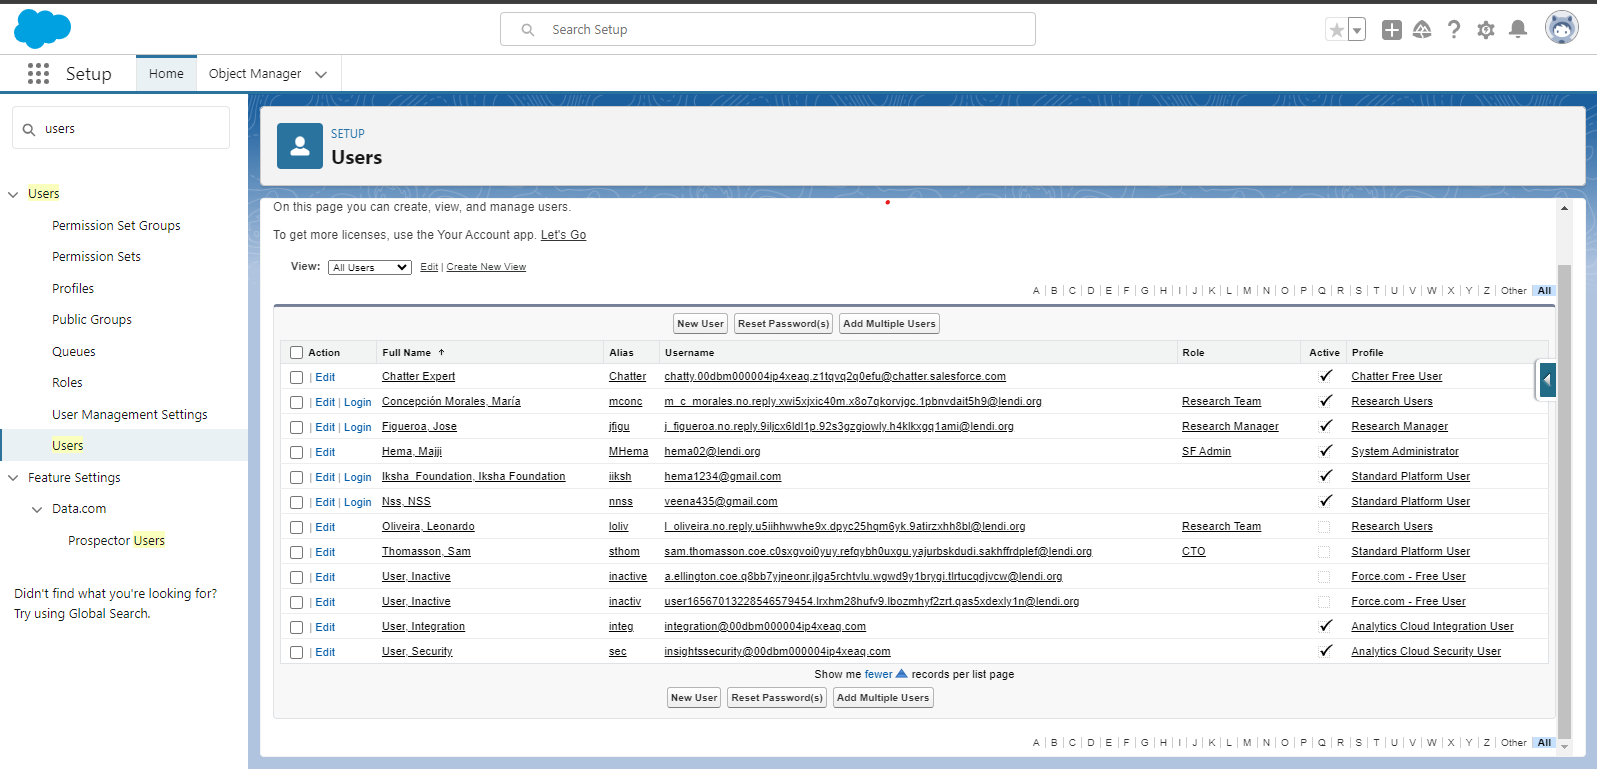 Search Setup
Setup
Home
Object Manager
users
Users
Permission Set Groups
Permission Sets
Profiles
Public Groups
Queues
Roles
User Management Settings
Users
Feature Settings
Data.com
Prospector Users
Didn't find what you're looking for?
Try using Global Search.
SETUP
Users
On this page you can create, view, and manage users.
To get more licenses, use the Your Account app. Let's Go
View: All Users Edit | Create New View
A | B | C | D | E | F | G | H | I | J | K | L | M | N | O | P | Q | R | S | T | U | V | W | X | Y | Z | Other All
New User Reset Password(s) Add Multiple Users
Action Full Name ↑ Alias Username Role Active Profile
| Edit Chatter Expert Chatter chatty.00dbm000004ip4xeaq.z1tqvq2q0efu@chatter.salesforce.com ✓ Chatter Free User
| Edit | Login Concepción Morales, María mconc m_c_morales.no.reply.xwi5xjxic40m.x8o7qkorvjgc.1pbnvdait5h9@lendi.org Research Team ✓ Research Users
| Edit | Login Figueroa, Jose jfigu j_figueroa.no.reply.9iljcx6ldl1p.92s3gzgiowly.h4klkxgq1ami@lendi.org Research Manager ✓ Research Manager
| Edit Hema, Majji MHema hema02@lendi.org SF Admin ✓ System Administrator
| Edit | Login Iksha_Foundation, Iksha Foundation iiksh hema1234@gmail.com ✓ Standard Platform User
| Edit | Login Nss, NSS nnss veena435@gmail.com ✓ Standard Platform User
| Edit Oliveira, Leonardo loliv l_oliveira.no.reply.u5iihhwwhe9x.dpyc25hqm6yk.9atirzxhh8bl@lendi.org Research Team Research Users
| Edit Thomasson, Sam sthom sam.thomasson.coe.c0sxgvoi0yuy.refqybh0uxgu.yajurbskdudi.sakhffrdplef@lendi.org CTO Standard Platform User
| Edit User, Inactive inactive a.ellington.coe.q8bb7yjneonr.jlga5rchtvlu.wgwd9y1brygi.tlrtucqdjvcw@lendi.org Force.com - Free User
| Edit User, Inactive inactiv user16567013228546579454.lrxhm28hufv9.lbozmhyf2zrt.qas5xdexly1n@lendi.org Force.com - Free User
| Edit User, Integration integ integration@00dbm000004ip4xeaq.com ✓ Analytics Cloud Integration User
| Edit User, Security sec insightssecurity@00dbm000004ip4xeaq.com ✓ Analytics Cloud Security User
Show me fewer records per list page
New User Reset Password(s) Add Multiple Users
A | B | C | D | E | F | G | H | I | J | K | L | M | N | O | P | Q | R | S | T | U | V | W | X | Y | Z | Other All